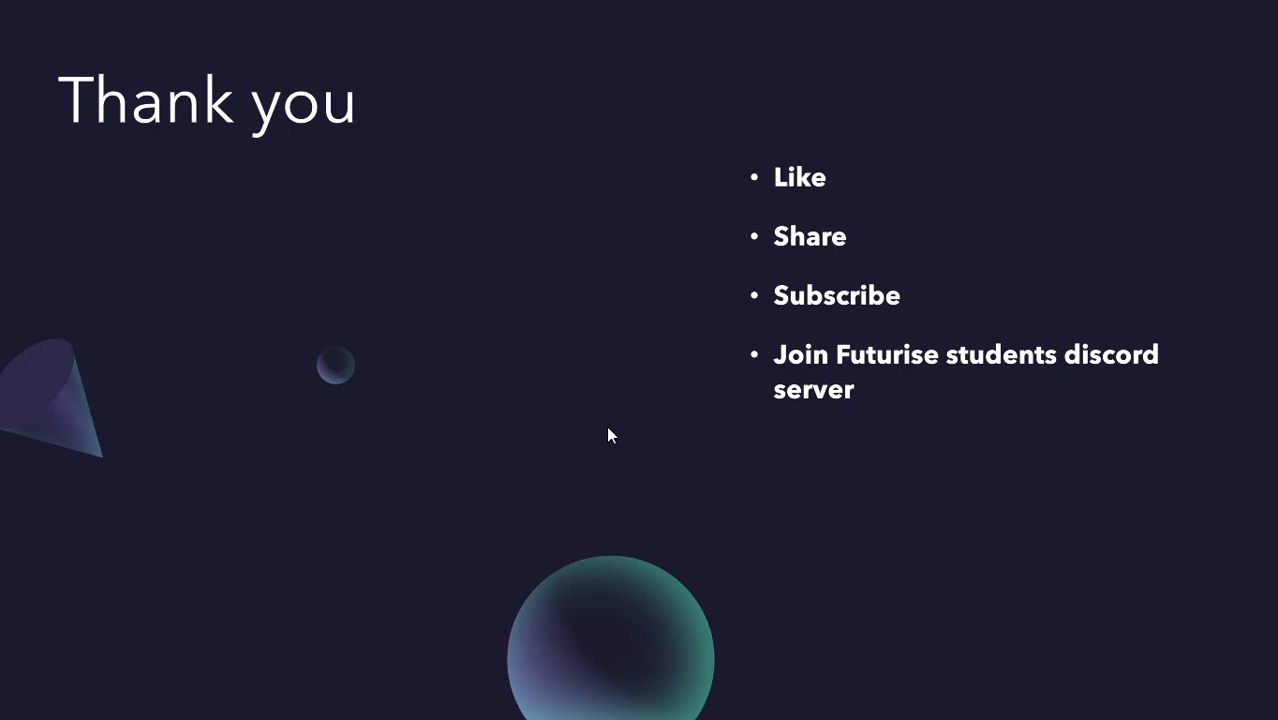 Thank you
• Like
• Share
• Subscribe
• Join Futurise students discord
server